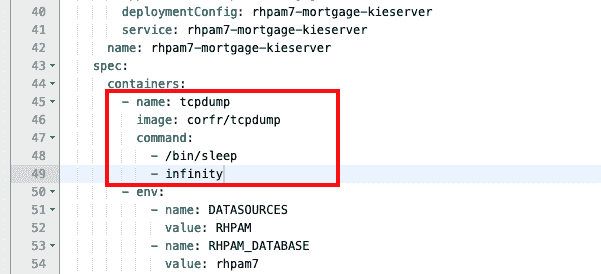 40 deploymentConfig: rhpam7-mortgage-kieserver
41 service: rhpam7-mortgage-kieserver
42 name: rhpam7-mortgage-kieserver
43 spec:
44 containers:
45 - name: tcpdump
46 image: corfr/tcpdump
47 command:
48 - /bin/sleep
49 - infinity
50 - env:
51 - name: DATASOURCES
52 value: RHPAM
53 - name: RHPAM_DATABASE
54 value: rhpam7